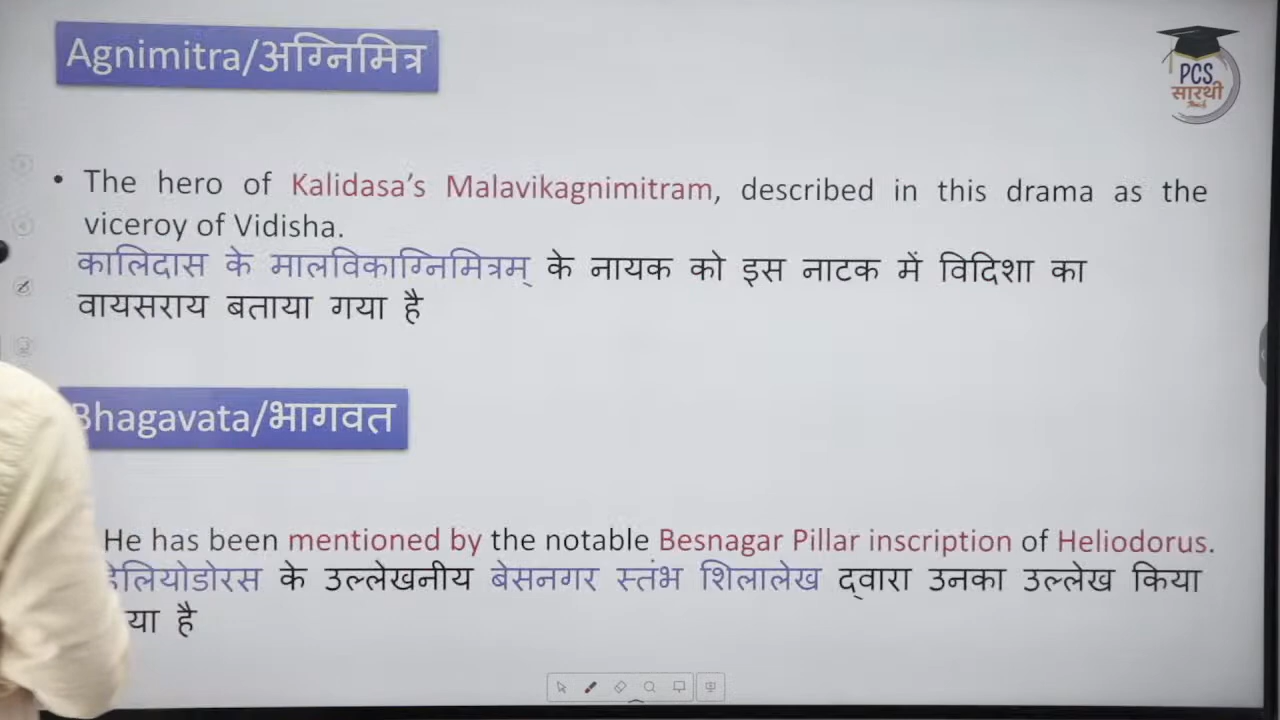 Agnimitra/अग्निमित्र
PCS
सारथी
• The hero of Kalidasa’s Malavikagnimitram, described in this drama as the
viceroy of Vidisha.
कालिदास के मालविकाग्निमित्रम् के नायक को इस नाटक में विदिशा का
वायसराय बताया गया है
Bhagavata/भागवत
He has been mentioned by the notable Besnagar Pillar inscription of Heliodorus.
हेलियोडोरस के उल्लेखनीय बेसनगर स्तंभ शिलालेख द्वारा उनका उल्लेख किया
है